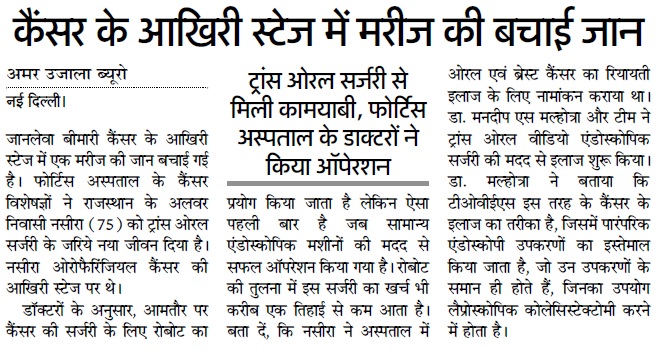 कैंसर के आखिरी स्टेज में मरीज की बचाई जान
अमर उजाला ब्यूरो
नई दिल्ली।
जानलेवा बीमारी कैंसर के आखिरी
स्टेज में एक मरीज की जान बचाई गई
है। फोर्टिस अस्पताल के कैंसर
विशेषज्ञों ने राजस्थान के अलवर
निवासी नसीरा (75) को ट्रांस ओरल
सर्जरी के जरिये नया जीवन दिया है।
नसीरा ओरोफैरिंजियल कैंसर की
आखिरी स्टेज पर थे।
डॉक्टरों के अनुसार, आमतौर पर
कैंसर की सर्जरी के लिए रोबोट का
ट्रांस ओरल सर्जरी से
मिली कामयाबी, फोर्टिस
अस्पताल के डाक्टरों ने
किया ऑपेरशन
प्रयोग किया जाता है लेकिन ऐसा
पहली बार है जब सामान्य
एंडोस्कोपिक मशीनों की मदद से
सफल ऑपरेशन किया गया है। रोबोट
की तुलना में इस सर्जरी का खर्च भी
करीब एक तिहाई से कम आता है।
बता दें, कि नसीरा ने अस्पताल में
ओरल एवं ब्रेस्ट कैंसर का रियायती
इलाज के लिए नामांकन कराया था।
डा. मनदीप एस मल्होत्रा और टीम ने
ट्रांस ओरल वीडियो एंडोस्कोपिक
सर्जरी की मदद से इलाज शुरू किया।
डा. मल्होत्रा ने बताया कि
टीओवीईएस इस तरह के कैंसर के
इलाज का तरीका है, जिसमें पारंपरिक
एंडोस्कोपी उपकरणों का इस्तेमाल
किया जाता है, जो उन उपकरणों के
समान ही होते हैं, जिनका उपयोग
लैप्रोस्कोपिक कोलेसिस्टेक्टोमी करने
में होता है।